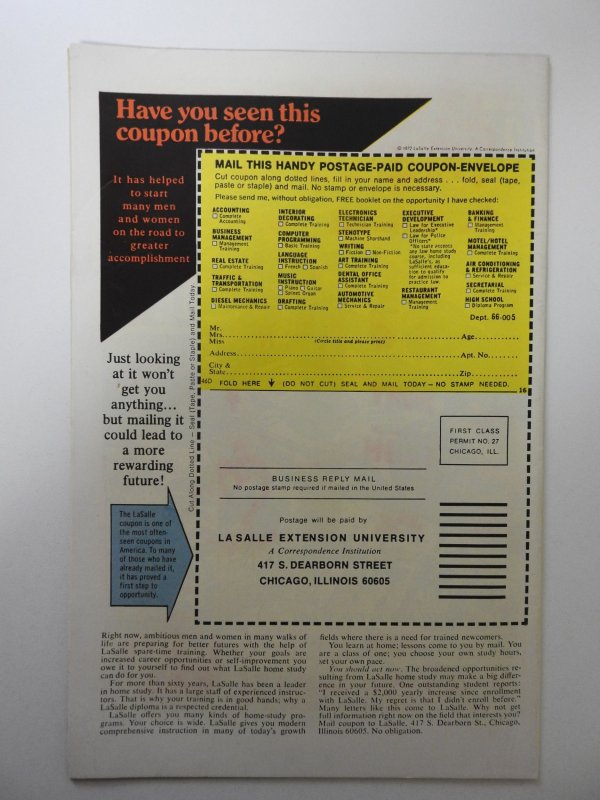 Have you seen this
coupon before?
© 1972 LaSalle Extension University, A Correspondence Institution
It has helped
to start
many men
and women
on the road to
greater
accomplishment
MAIL THIS HANDY POSTAGE-PAID COUPON-ENVELOPE
Cut coupon along dotted lines, fill in your name and address . . . . fold, seal (tape,
paste or staple) and mail. No stamp or envelope is necessary.
Please send me, without obligation, FREE booklet on the opportunity I have checked:
ACCOUNTING
☐ Complete
Accounting
BUSINESS
MANAGEMENT
☐ Management
Training
REAL ESTATE
☐ Complete Training
TRAFFIC &
TRANSPORTATION
☐ Complete Training
DIESEL MECHANICS
☐ Maintenance & Repair
INTERIOR
DECORATING
☐ Complete Training
COMPUTER
PROGRAMMING
☐ Basic Training
LANGUAGE
INSTRUCTION
☐ French ☐ Spanish
MUSIC
INSTRUCTION
☐ Piano ☐ Guitar
☐ Spinet Organ
DRAFTING
☐ Complete Training
ELECTRONICS
TECHNICIAN
☐ Technician Training
STENOTYPE
☐ Machine Shorthand
WRITING
☐ Fiction ☐ Non-Fiction
ART TRAINING
☐ Complete Training
DENTAL OFFICE
ASSISTANT
☐ Complete Training
AUTOMOTIVE
MECHANICS
☐ Service & Repair
EXECUTIVE
DEVELOPMENT
☐ Law for Executive
Leadership*
☐ Law for Police
Officers*
*No state accepts
any law home study
course, including
LaSalle's, as
sufficient educa-
tion to qualify
for admission to
practice law.
RESTAURANT
MANAGEMENT
☐ Management
Training
BANKING
& FINANCE
☐ Management
Training
MOTEL/HOTEL
MANAGEMENT
☐ Complete Training
AIR CONDITIONING
& REFRIGERATION
☐ Service & Repair
SECRETARIAL
☐ Complete Training
HIGH SCHOOL
☐ Diploma Program
Dept. 66-005
Mr.
Mrs.
Miss
(Circle title and please print)
Age
Address
Apt. No.
City &
State
Zip
46D FOLD HERE ↓ (DO NOT CUT) SEAL AND MAIL TODAY – NO STAMP NEEDED.
16
Cut Along Dotted Line – Seal (Tape, Paste or Staple) and Mail Today
Just looking
at it won't
get you
anything...
but mailing it
could lead to
a more
rewarding
future!
The LaSalle
coupon is one of
the most often-
seen coupons in
America. To many
of those who have
already mailed it,
it has proved a
first step to
opportunity.
FIRST CLASS
PERMIT NO. 27
CHICAGO, ILL.
BUSINESS REPLY MAIL
No postage stamp required if mailed in the United States
Postage will be paid by
LA SALLE EXTENSION UNIVERSITY
A Correspondence Institution
417 S. DEARBORN STREET
CHICAGO, ILLINOIS 60605
Right now, ambitious men and women in many walks of
life are preparing for better futures with the help of
LaSalle spare-time training. Whether your goals are
increased career opportunities or self-improvement you
owe it to yourself to find out what LaSalle home study
can do for you.
For more than sixty years, LaSalle has been a leader
in home study. It has a large staff of experienced instruc-
tors. That is why your training is in good hands; why a
LaSalle diploma is a respected credential.
LaSalle offers you many kinds of home-study pro-
grams. Your choice is wide. LaSalle gives you modern
comprehensive instruction in many of today's growth
fields where there is a need for trained newcomers.
You learn at home; lessons come to you by mail. You
are a class of one; you choose your own study hours,
set your own pace.
You should act now. The broadened opportunities re-
sulting from LaSalle home study may make a big differ-
ence in your future. One outstanding student reports:
"I received a $2,000 yearly increase since enrollment
with LaSalle. My regret is that I didn't enroll before."
Many letters like this come to LaSalle. Why not get
full information right now on the field that interests you?
Mail coupon to LaSalle, 417 S. Dearborn St., Chicago,
Illinois 60605. No obligation.